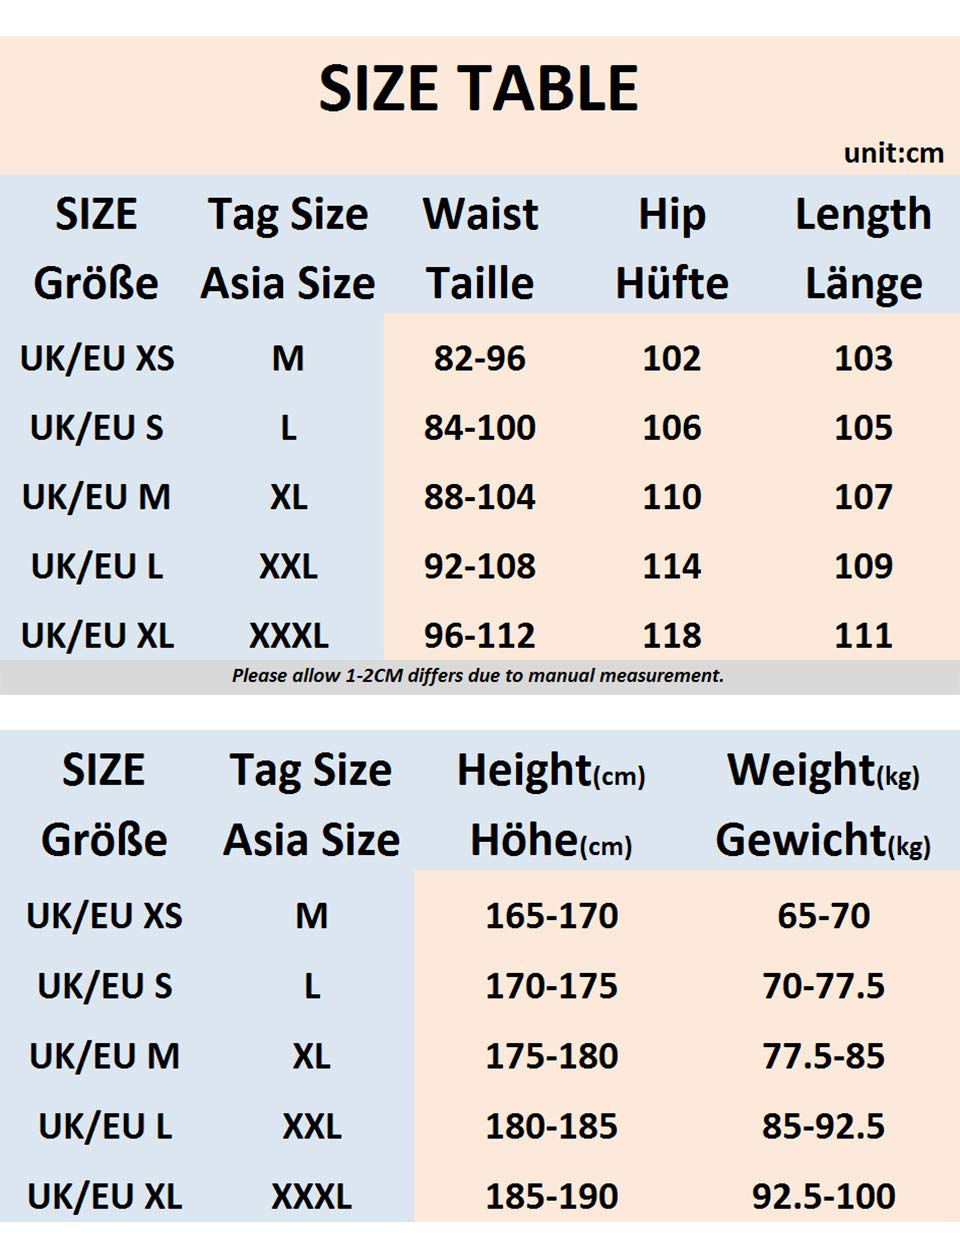 SIZE TABLE
unit:cm
SIZE Tag Size Waist Hip Length
Größe Asia Size Taille Hüfte Länge
UK/EU XS M 82-96 102 103
UK/EU S L 84-100 106 105
UK/EU M XL 88-104 110 107
UK/EU L XXL 92-108 114 109
UK/EU XL XXXL 96-112 118 111
Please allow 1-2CM differs due to manual measurement.
SIZE Tag Size Height(cm) Weight(kg)
Größe Asia Size Höhe(cm) Gewicht(kg)
UK/EU XS M 165-170 65-70
UK/EU S L 170-175 70-77.5
UK/EU M XL 175-180 77.5-85
UK/EU L XXL 180-185 85-92.5
UK/EU XL XXXL 185-190 92.5-100